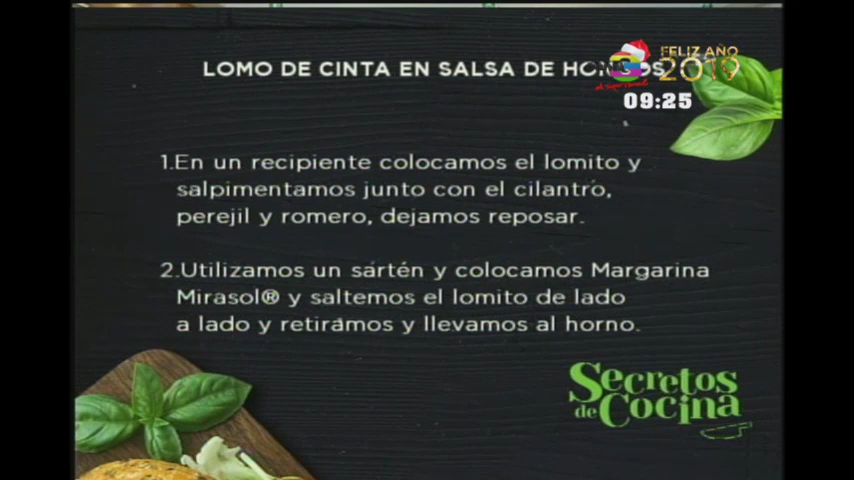 LOMO DE CINTA EN SALSA DE HONGOS
FELIZ AÑO
2019
09:25
1.En un recipiente colocamos el lomito y
salpimentamos junto con el cilantro,
perejil y romero, dejamos reposar.
2.Utilizamos un sártén y colocamos Margarina
Mirasol® y saltemos el lomito de lado
a lado y retiramos y llevamos al horno.
Secretos
de Cocina